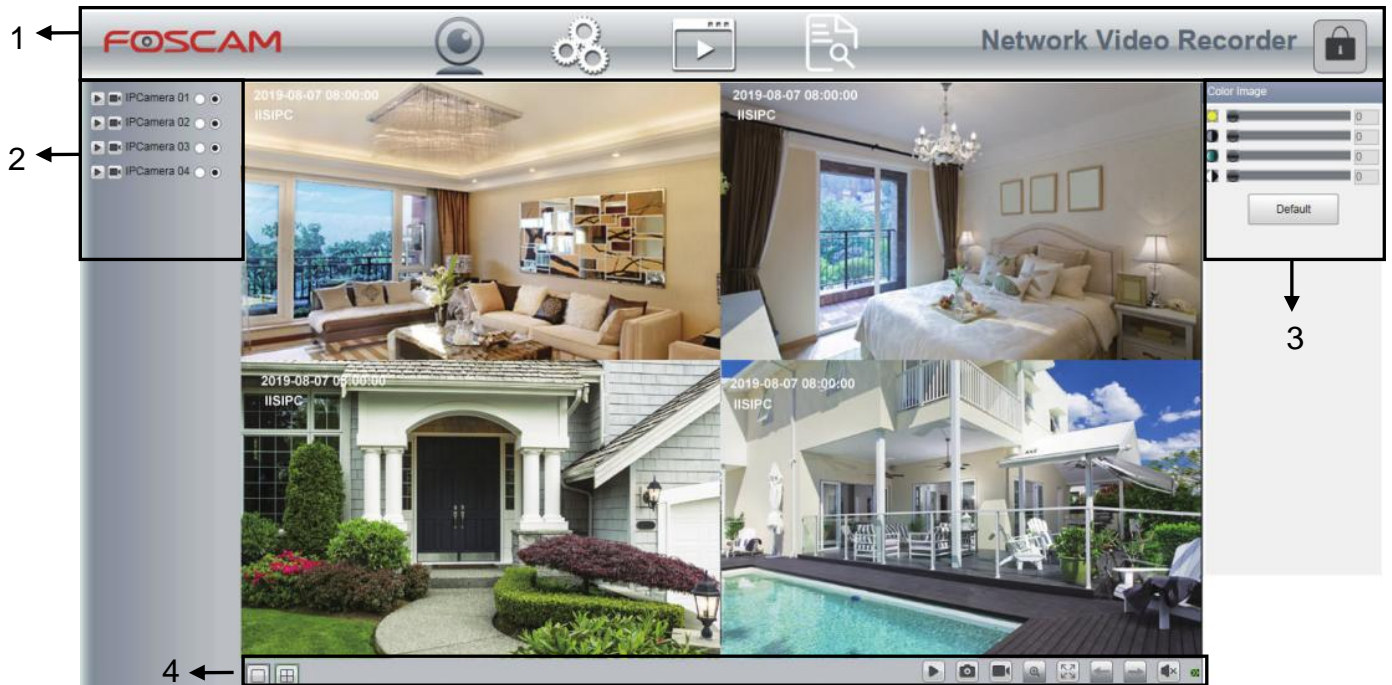 1
FOSCAM
Network Video Recorder
2
IPCamera 01
IPCamera 02
IPCamera 03
IPCamera 04
2019-08-07 08:00:00
IISIPC
2019-08-07 08:00:00
IISIPC
Color Image
0
0
0
0
Default
3
2019-08-07 08:00:00
IISIPC
2019-08-07 08:00:00
IISIPC
4